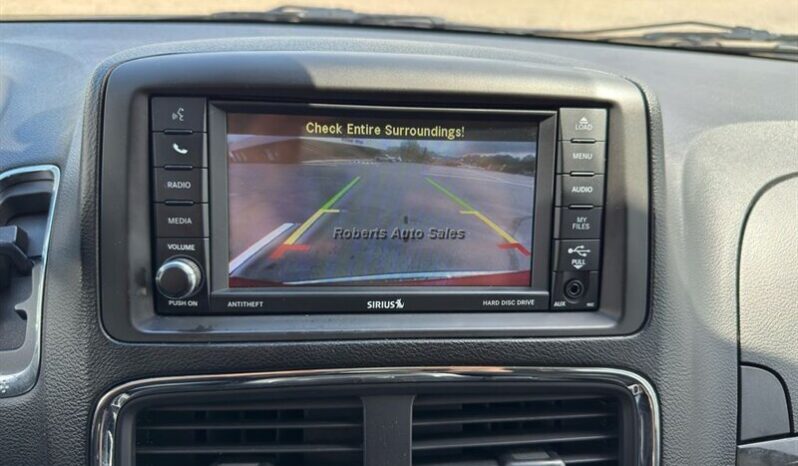 Check Entire Surroundings!
LOAD
RADIO
MENU
MEDIA
AUDIO
MY
FILES
VOLUME
PULL
PUSH ON
ANTITHEFT
SIRIUS
HARD DISC DRIVE
AUX
Roberts Auto Sales